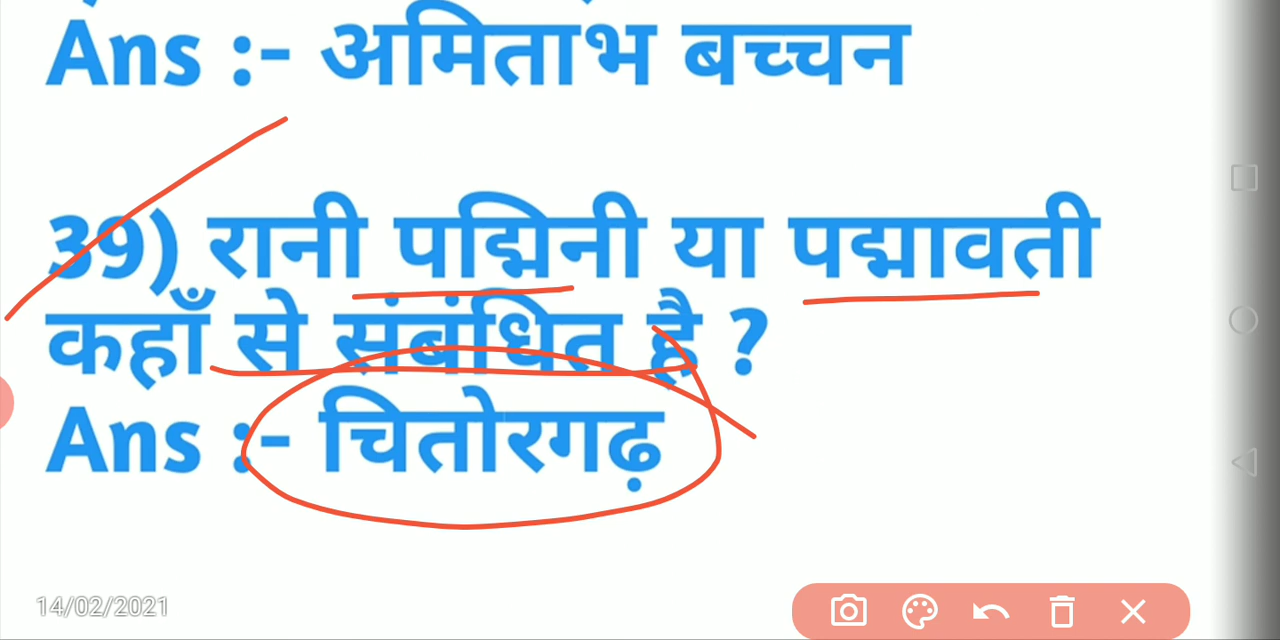 Ans :- अमिताभ बच्चन
39) रानी पद्मिनी या पद्मावती
कहाँ से संबंधित है ?
Ans :- चितोरगढ़
14/02/2021